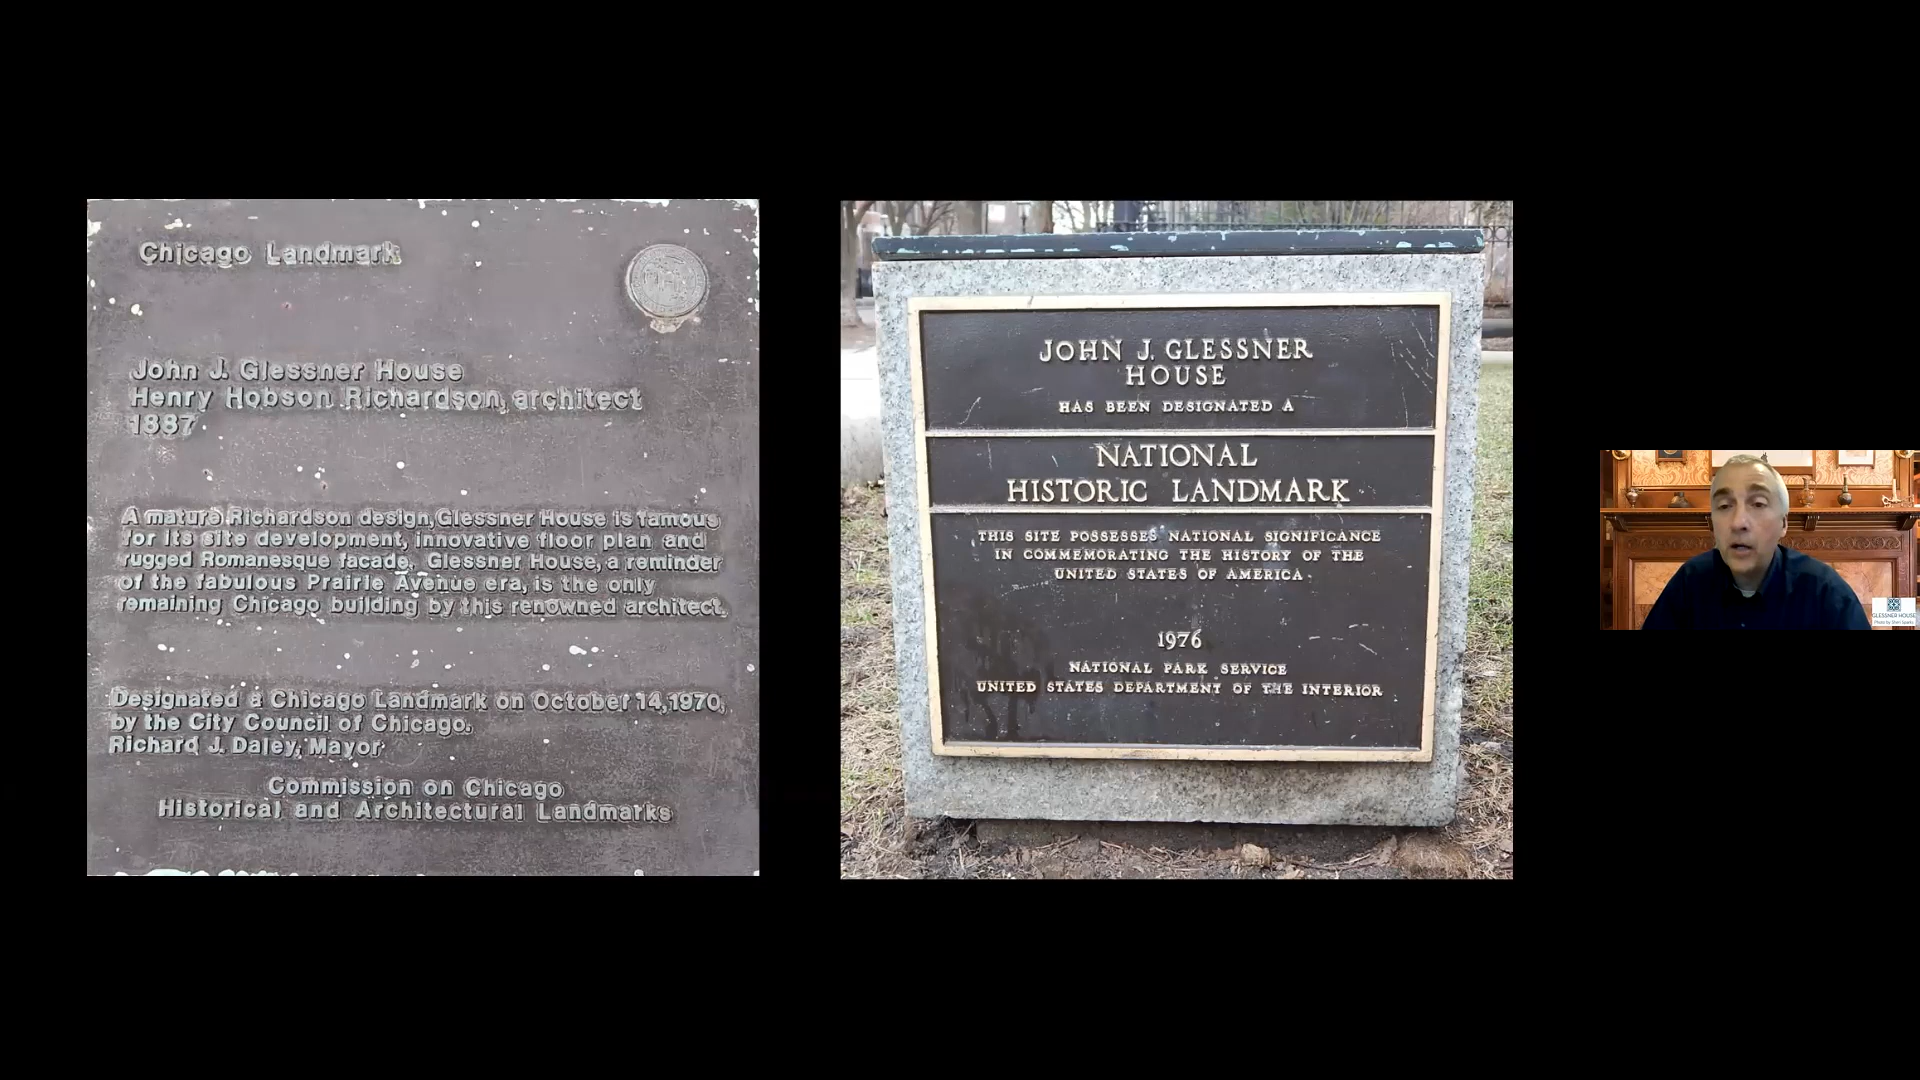 Chicago Landmark
John J. Glessner House
Henry Hobson Richardson, architect
1887
A mature Richardson design, Glessner House is famous
for its site development, innovative floor plan and
rugged Romanesque facade. Glessner House, a reminder
of the fabulous Prairie Avenue era, is the only
remaining Chicago building by this renowned architect.
Designated a Chicago Landmark on October 14, 1970,
by the City Council of Chicago.
Richard J. Daley, Mayor
Commission on Chicago
Historical and Architectural Landmarks
JOHN J. GLESSNER
HOUSE
HAS BEEN DESIGNATED A
NATIONAL
HISTORIC LANDMARK
THIS SITE POSSESSES NATIONAL SIGNIFICANCE
IN COMMEMORATING THE HISTORY OF THE
UNITED STATES OF AMERICA
1976
NATIONAL PARK SERVICE
UNITED STATES DEPARTMENT OF THE INTERIOR
GLESSNER HOUSE